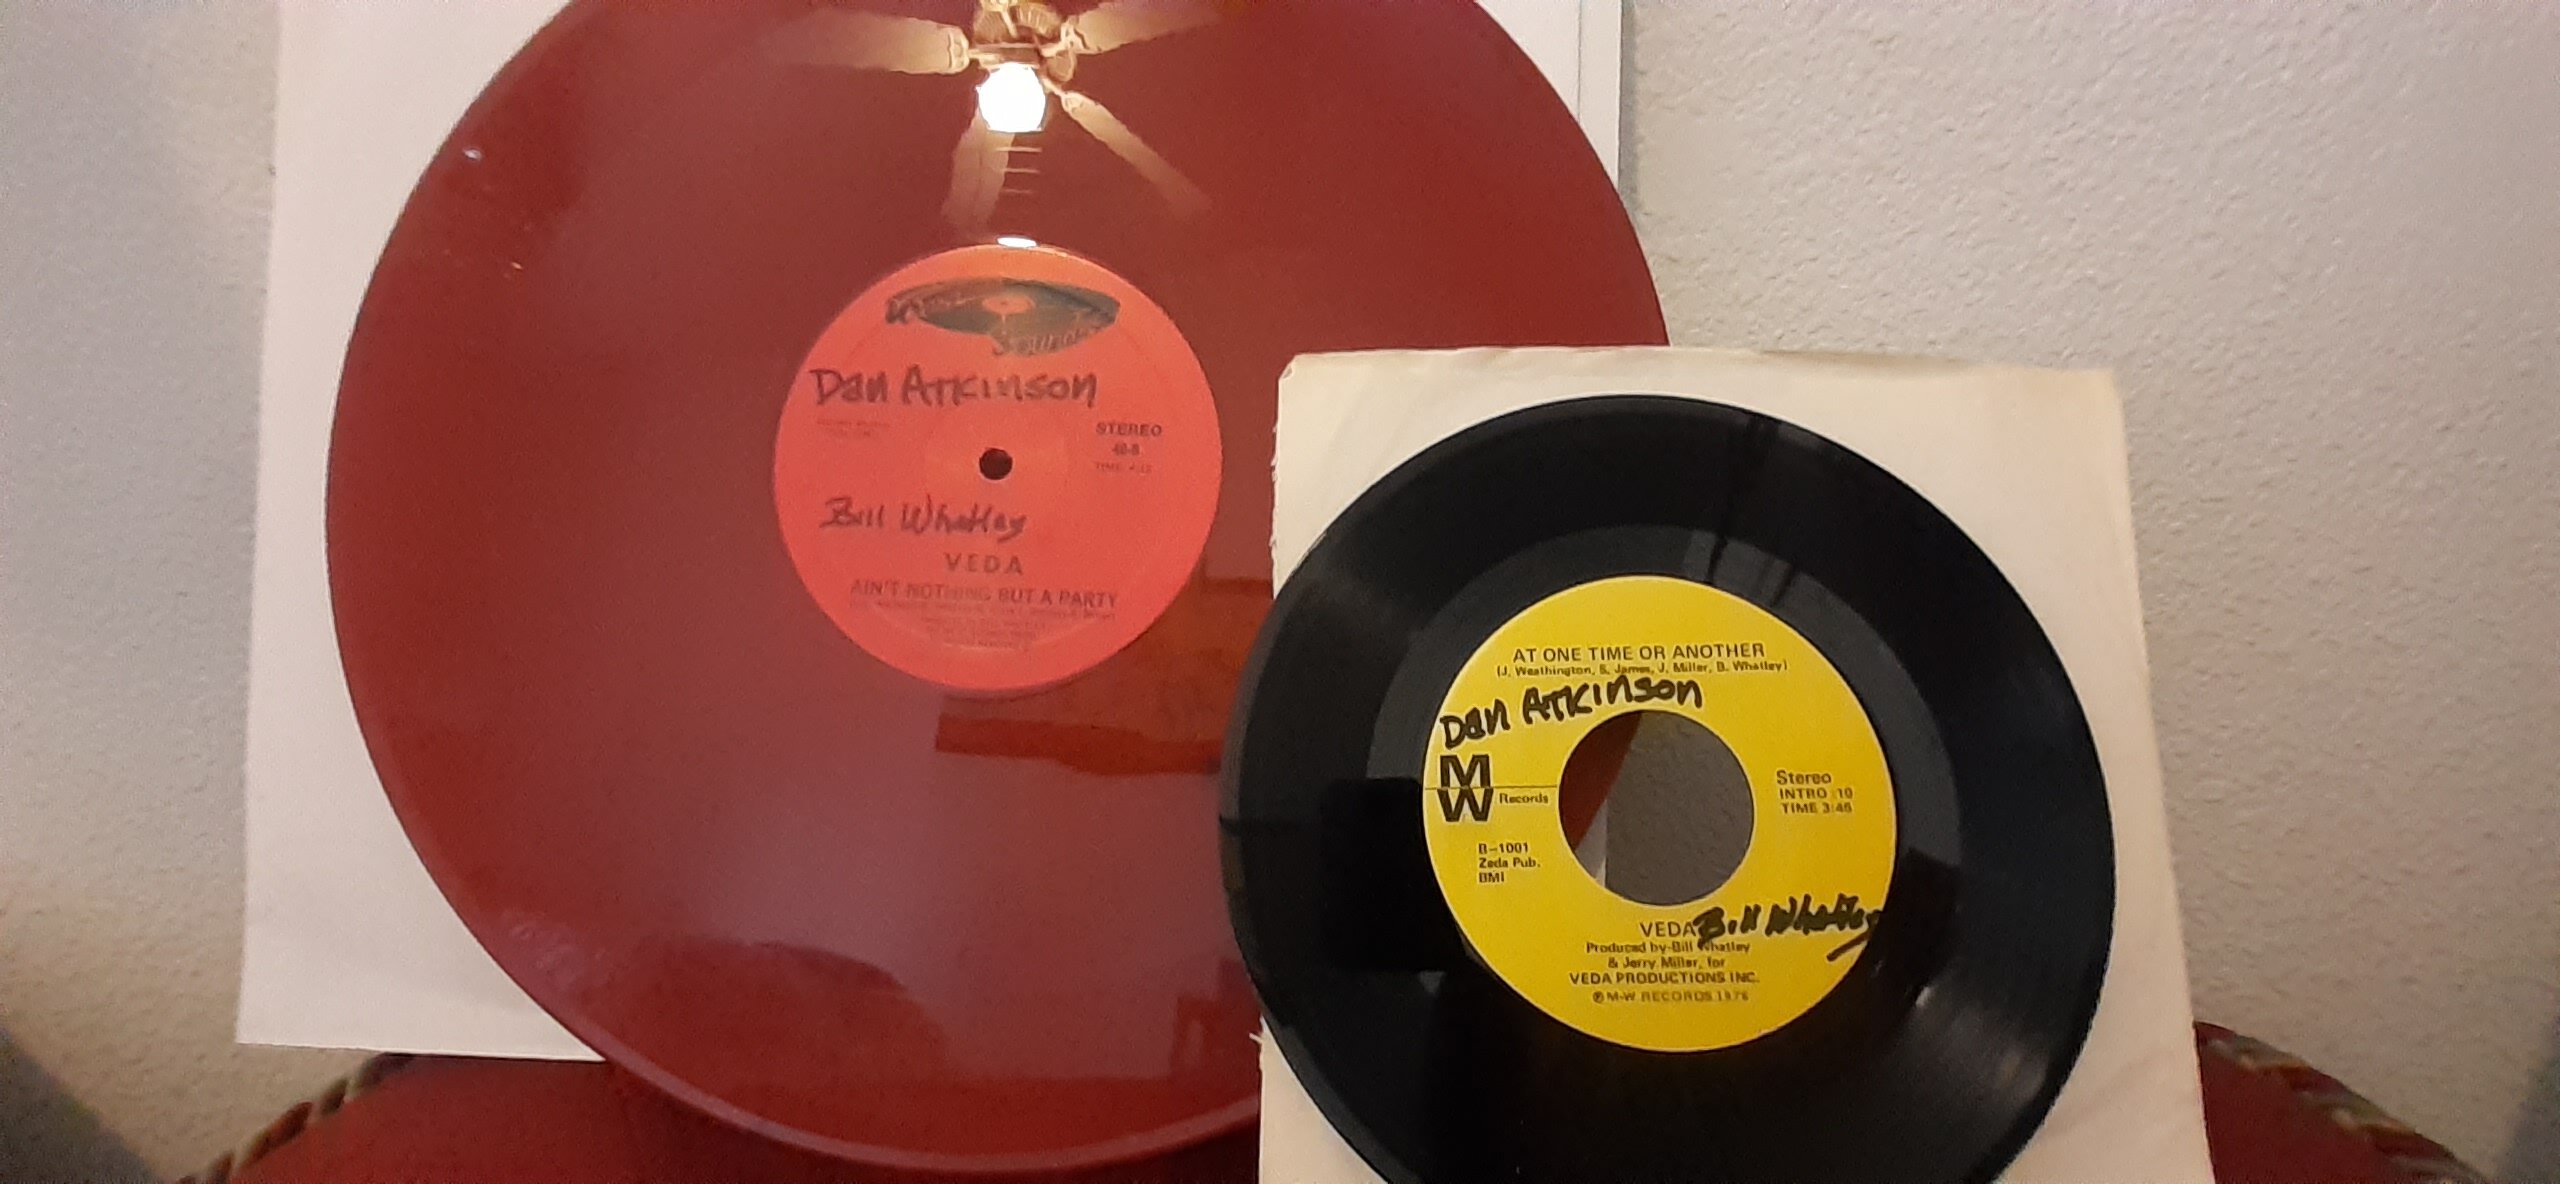 Dan Atkinson
STEREO
Bill Whatley
VEDA
AIN'T NOTHING BUT A PARTY
AT ONE TIME OR ANOTHER
(J. Weathington, S. James, J. Miller, B. Whatley)
Dan Atkinson
MW Records
Stereo
INTRO :10
TIME 3:45
B-1001
Zeda Pub.
BMI
VEDA Bill Whatley
Produced by-Bill Whatley
& Jerry Miller, for
VEDA PRODUCTIONS INC.
℗ M-W RECORDS 1976